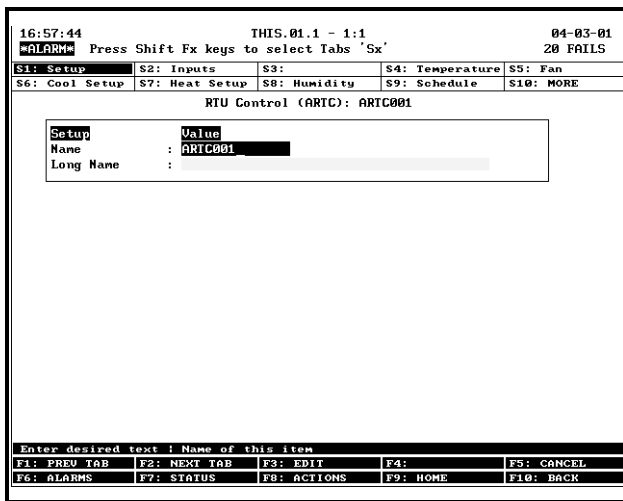 16:57:44 THIS.01.1 - 1:1 04-03-01
*ALARM* Press Shift Fx keys to select Tabs 'Sx' 20 FAILS
S1: Setup S2: Inputs S3: S4: Temperature S5: Fan
S6: Cool Setup S7: Heat Setup S8: Humidity S9: Schedule S10: MORE
RTU Control (ARTC): ARTC001
Setup Value
Name : ARTC001_
Long Name :
Enter desired text ¦ Name of this item
F1: PREV TAB F2: NEXT TAB F3: EDIT F4: F5: CANCEL
F6: ALARMS F7: STATUS F8: ACTIONS F9: HOME F10: BACK